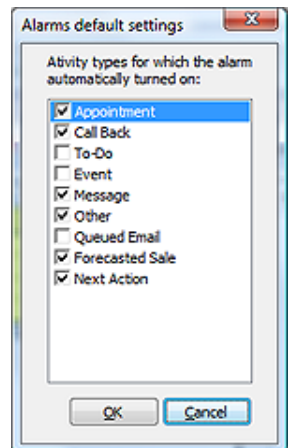 Alarms default settings
Ativity types for which the alarm
automatically turned on:
Appointment
Call Back
To-Do
Event
Message
Other
Queued Email
Forecasted Sale
Next Action
OK
Cancel